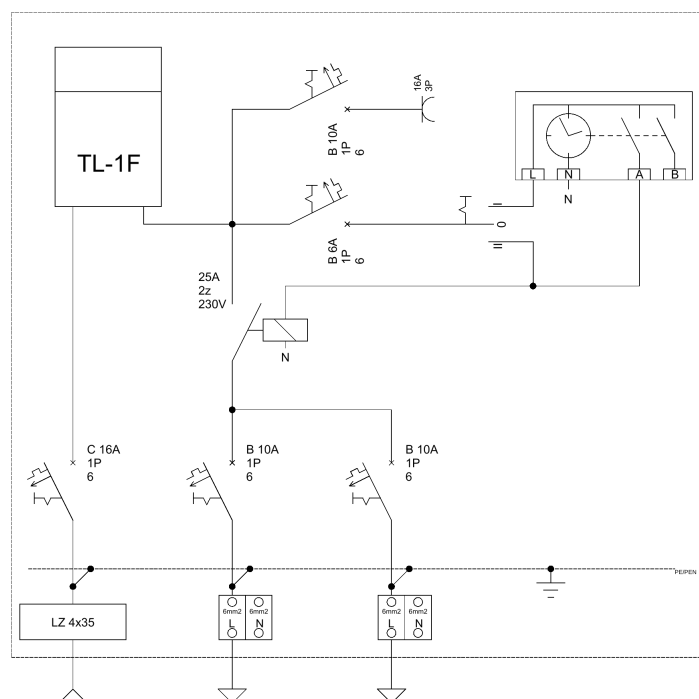 TL-1F
B 10A
1P
6
16A
3P
L
N
A
B
N
B 6A
1P
6
I
0
II
25A
2z
230V
N
C 16A
1P
6
B 10A
1P
6
B 10A
1P
6
PE/PEN
LZ 4x35
6mm2 6mm2
L N
6mm2 6mm2
L N